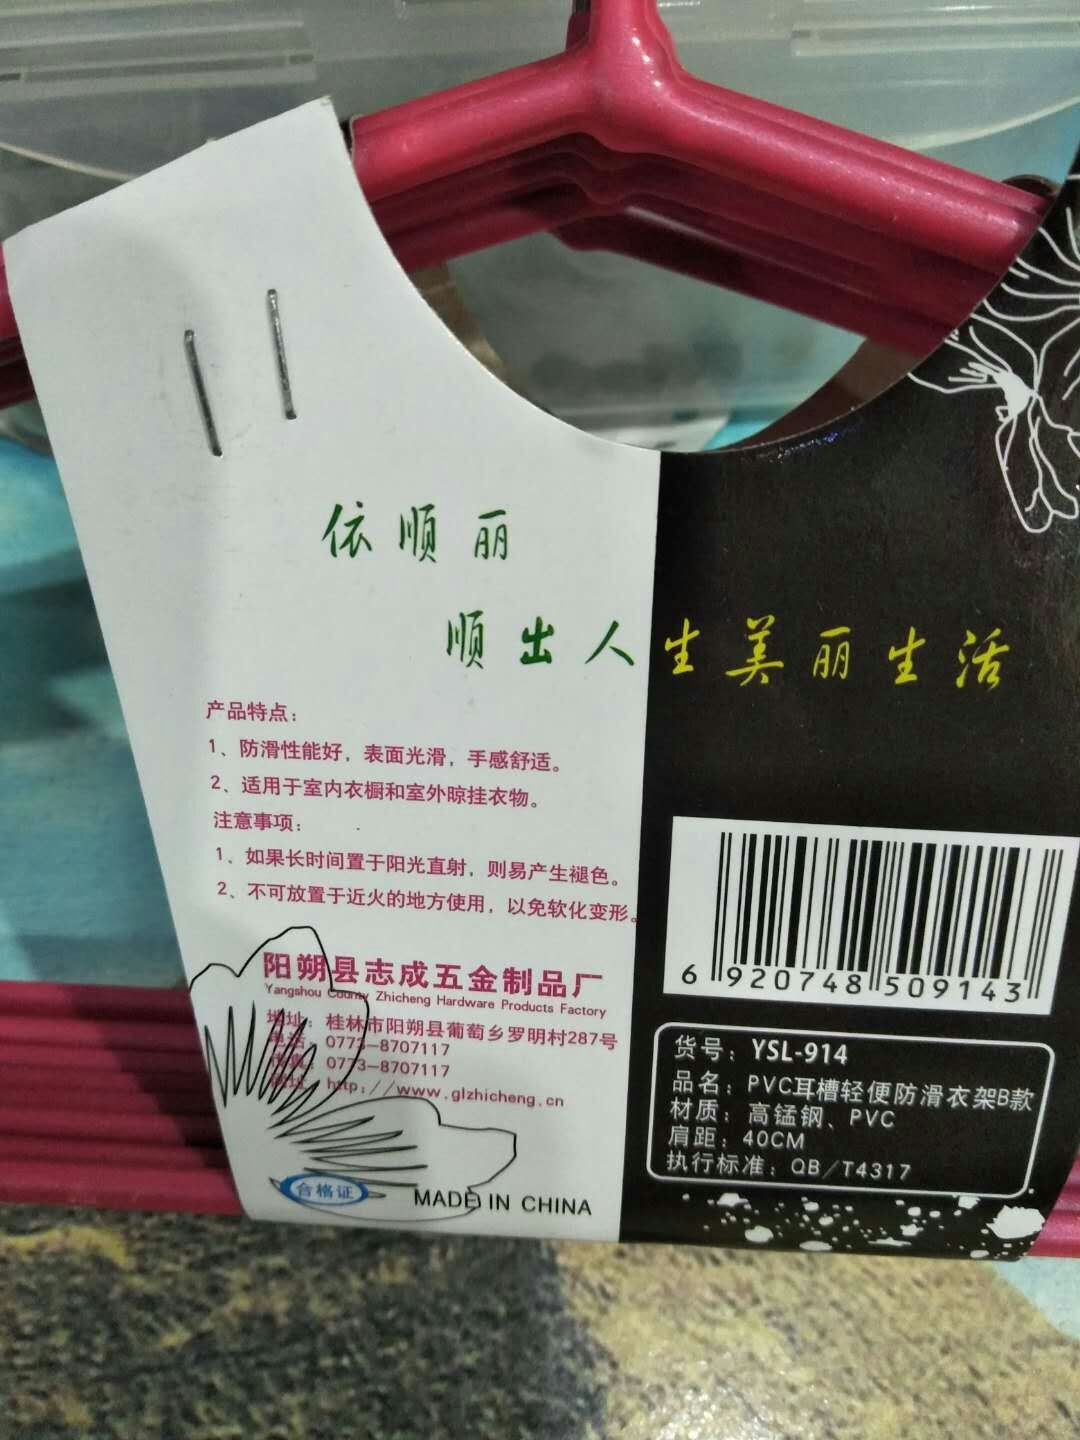 依顺丽
顺出人生美丽生活
产品特点：
1、防滑性能好，表面光滑，手感舒适。
2、适用于室内衣橱和室外晾挂衣物。
注意事项：
1、如果长时间置于阳光直射，则易产生褪色。
2、不可放置于近火的地方使用，以免软化变形。
阳朔县志成五金制品厂
Yangshou County Zhicheng Hardware Products Factory
地址：桂林市阳朔县葡萄乡罗明村287号
电话：0773-8707117
传真：0773-8707117
网址：http://www.glzhicheng.cn
合格证
MADE IN CHINA
6 920748 509143
货号：YSL-914
品名：PVC耳槽轻便防滑衣架B款
材质：高锰钢、PVC
肩距：40CM
执行标准：QB/T4317